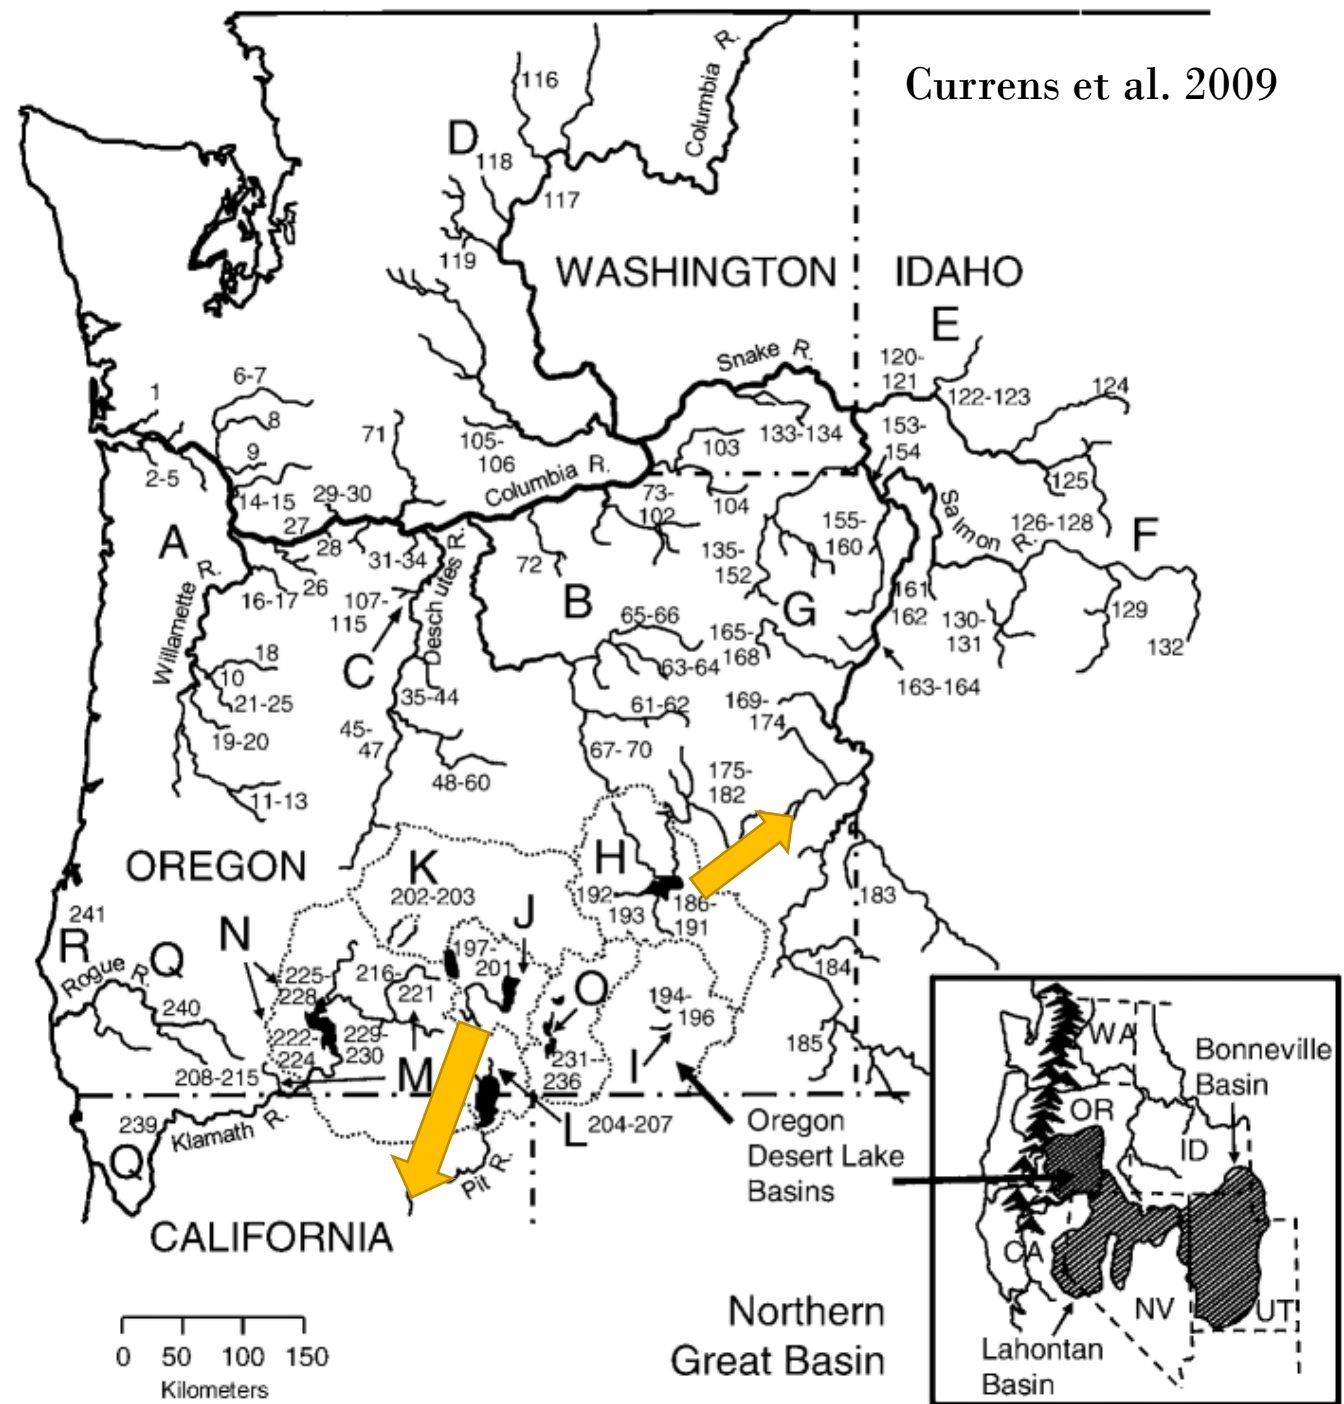 Currens et al. 2009
Columbia R.
116
D
118
117
119
WASHINGTON
IDAHO
E
Snake R.
120-
121
122-123
124
1
6-7
8
9
71
105-
106
103
133-134
153-
154
125
2-5
14-15
29-30
27
28
31-34
Columbia R.
73-
102
104
Salmon R.
126-128
F
A
Willamette R.
16-17
26
107-
115
Deschutes R.
72
B
135-
152
155-
160
G
161
162
130-
131
129
132
18
10
21-25
19-20
11-13
C
35-44
45-
47
48-60
65-66
63-64
61-62
67-70
165-
168
169-
174
163-164
175-
182
OREGON
K
202-203
H
192-
193
186-
191
183
241
R
Rogue R.
Q
240
N
225-
228
216-
221
197-
201
J
O
194-
196
184
185
222-
224
229-
230
231-
236
I
208-215
M
L
204-207
239
Klamath R.
Q
Pit R.
Oregon
Desert Lake
Basins
CALIFORNIA
WA
OR
ID
CA
NV
UT
Bonneville
Basin
Lahontan
Basin
Northern
Great Basin
0 50 100 150
Kilometers